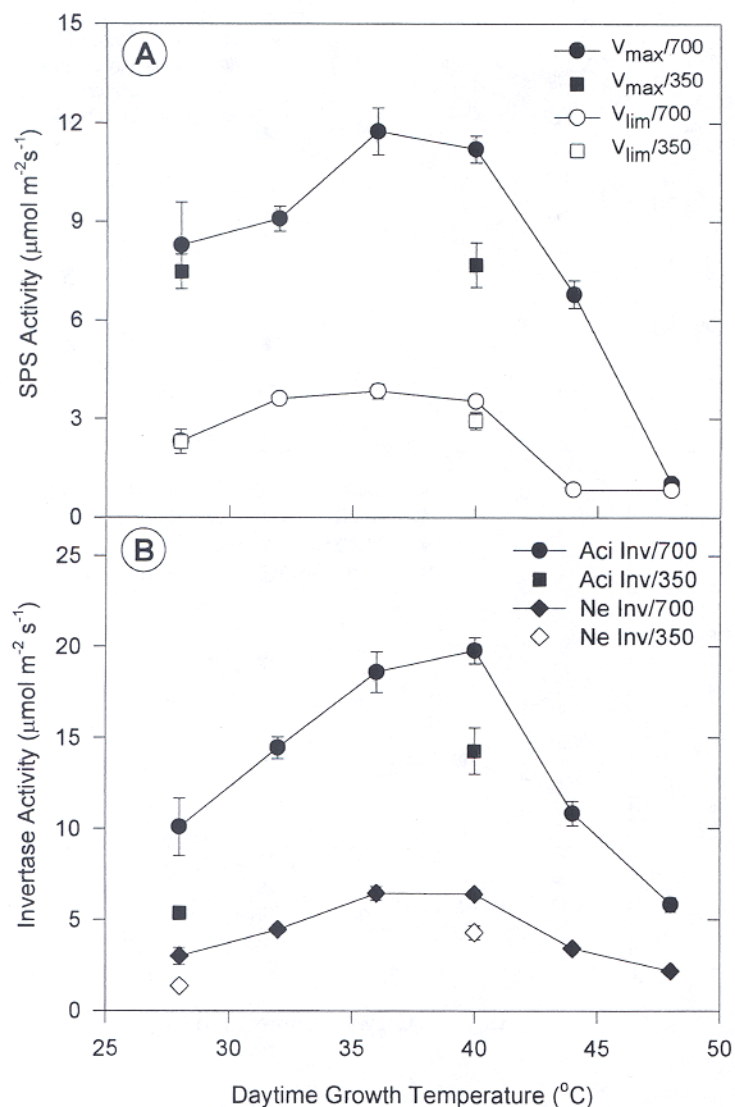 A
15
12
9
6
3
0
SPS Activity (μmol m-2s-1)
Vmax/700
Vmax/350
Vlim/700
Vlim/350
B
25
20
15
10
5
0
Invertase Activity (μmol m-2 s-1)
Aci Inv/700
Aci Inv/350
Ne Inv/700
Ne Inv/350
25 30 35 40 45 50
Daytime Growth Temperature (oC)